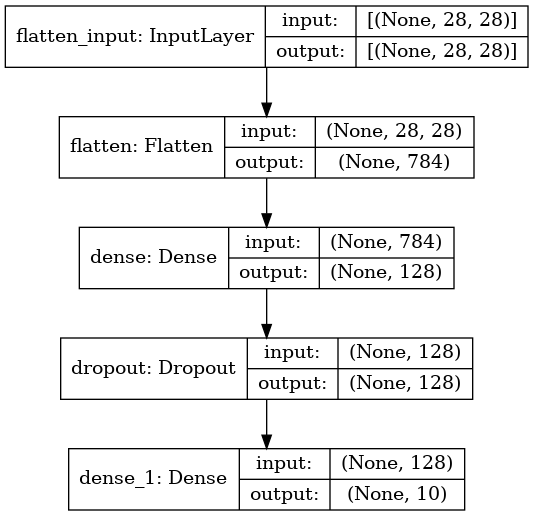 flatten_input: InputLayer
input:
[(None, 28, 28)]
output:
[(None, 28, 28)]
flatten: Flatten
input:
(None, 28, 28)
output:
(None, 784)
dense: Dense
input:
(None, 784)
output:
(None, 128)
dropout: Dropout
input:
(None, 128)
output:
(None, 128)
dense_1: Dense
input:
(None, 128)
output:
(None, 10)